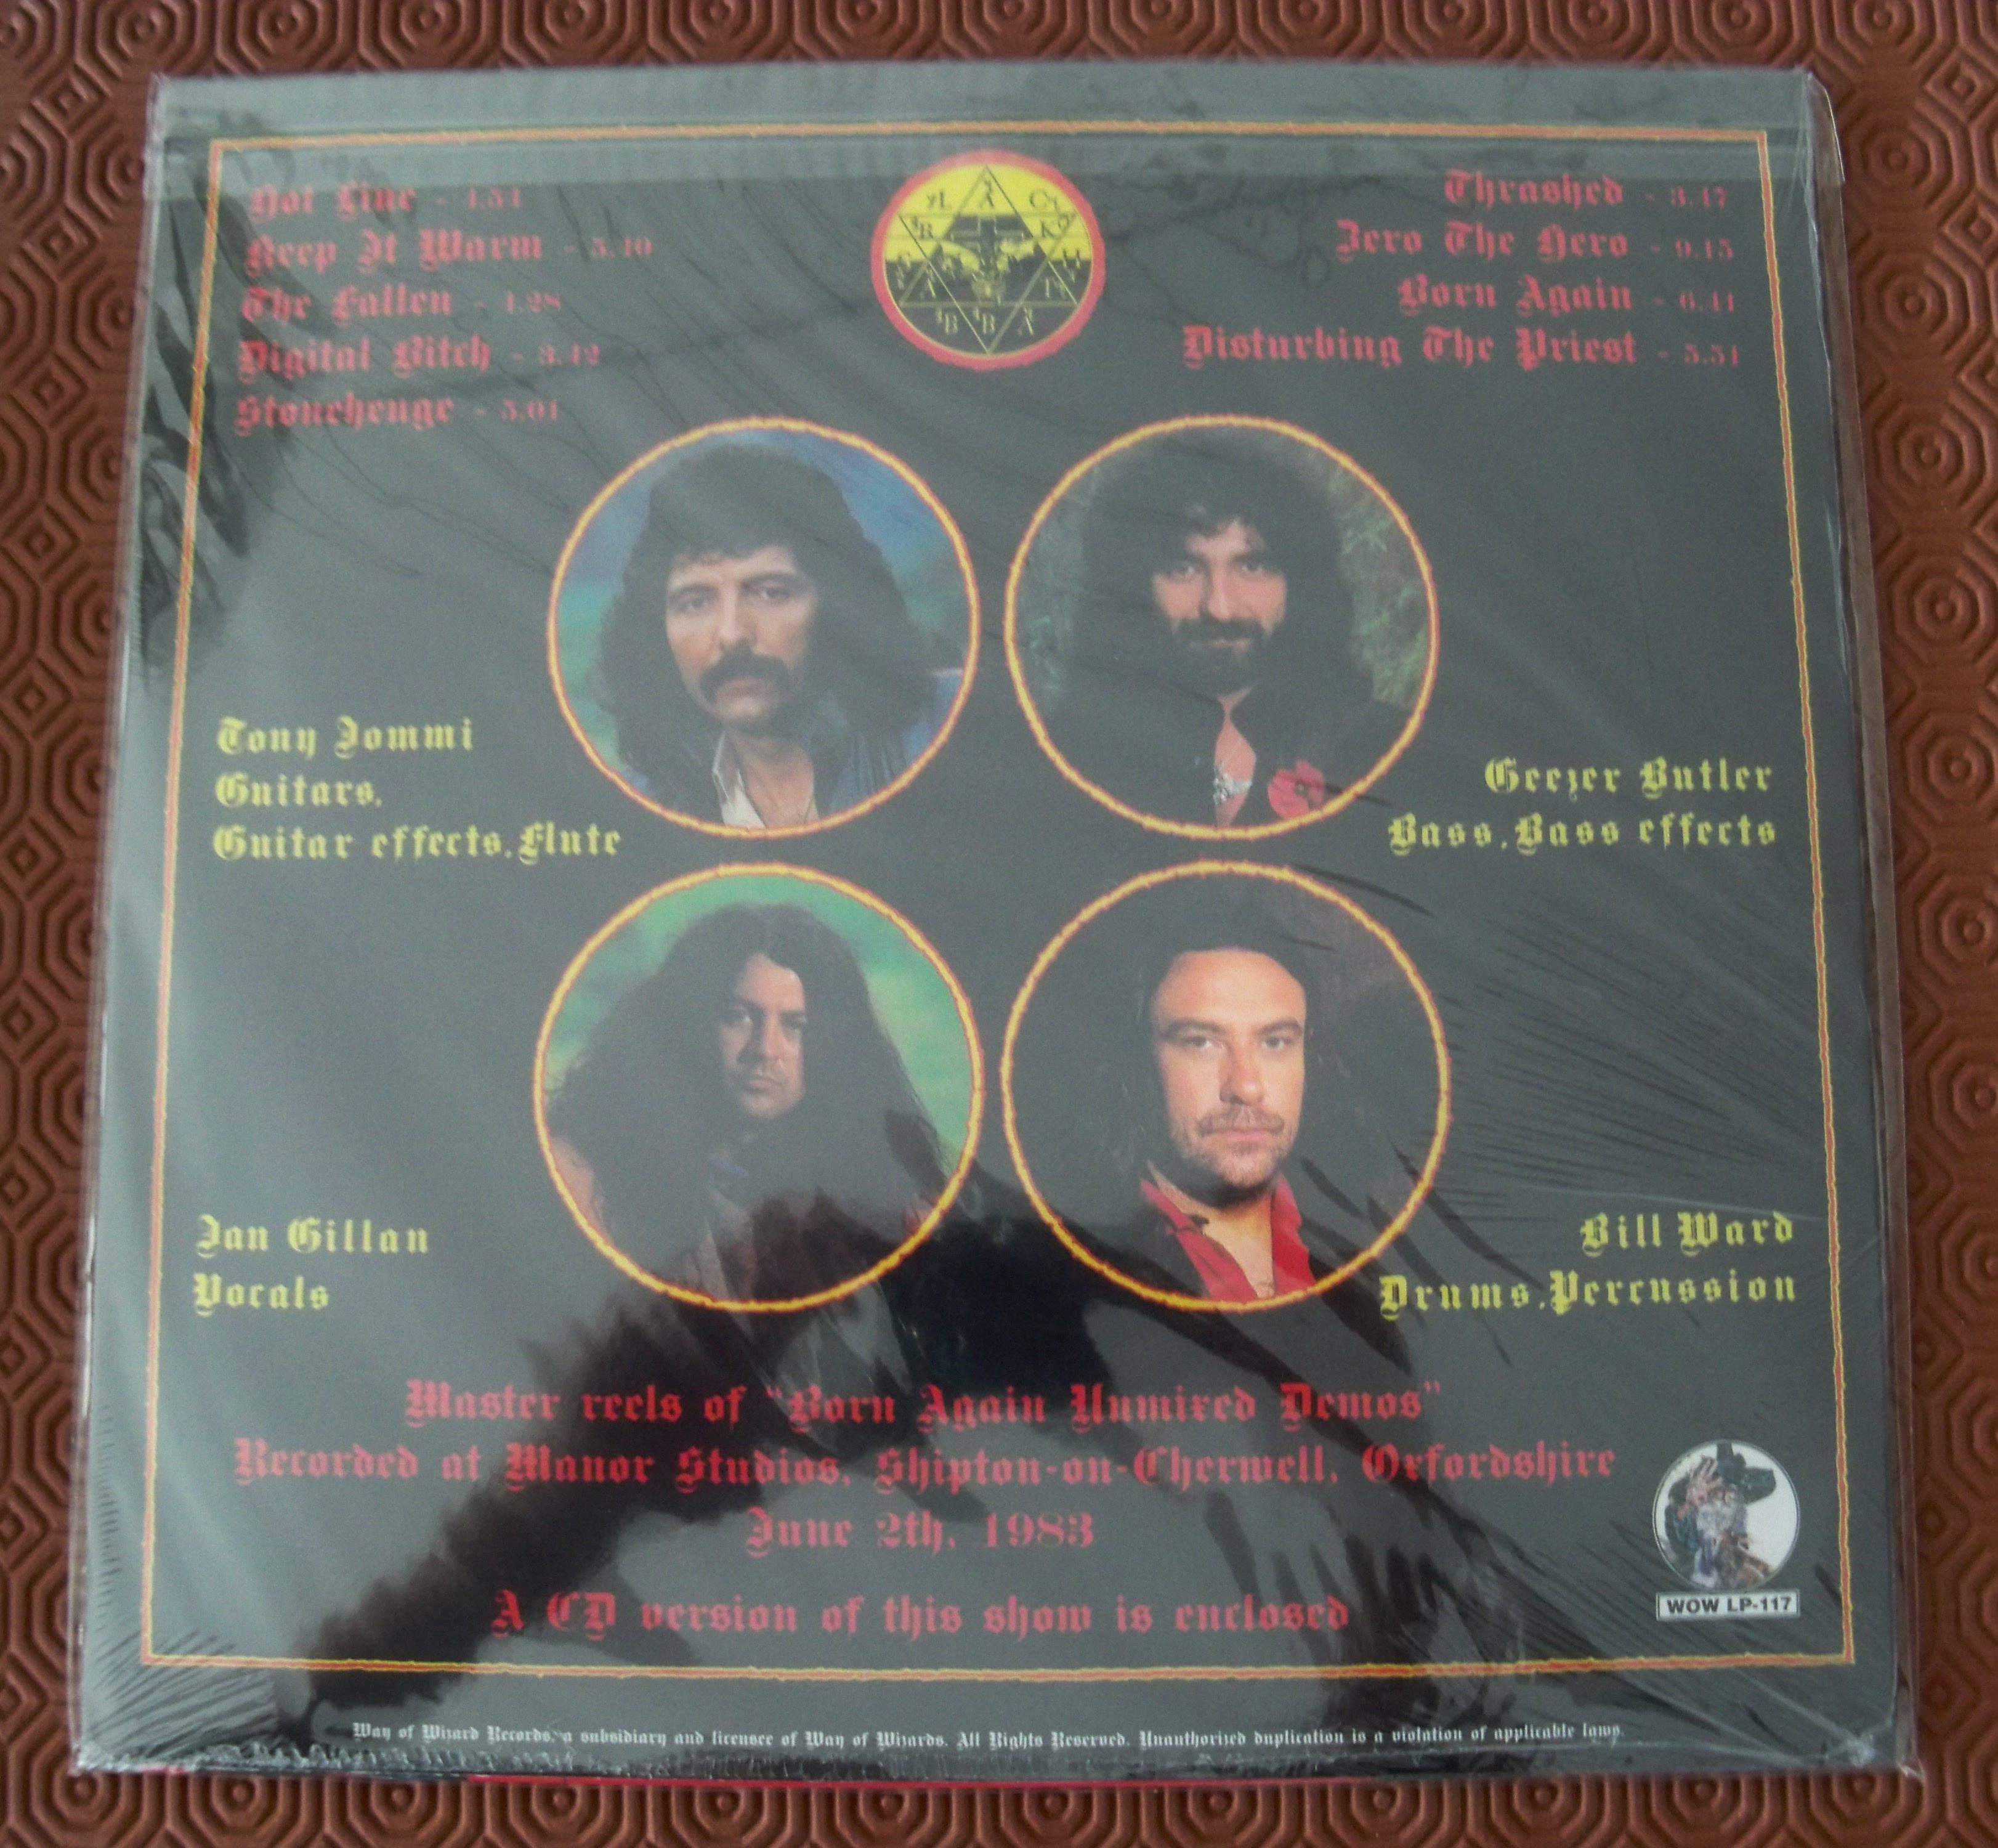 Hot Line - 4.54
Keep It Warm - 5.40
The Fallen - 4.28
Digital Bitch - 3.42
Stonehenge - 5.01
Thrashed - 3.47
Zero The Hero - 9.15
Born Again - 6.41
Disturbing The Priest - 5.51
Tony Iommi
Guitars,
Guitar effects,Flute
Geezer Butler
Bass,Bass effects
Ian Gillan
Vocals
Bill Ward
Drums,Percussion
Master reels of "Born Again Unmixed Demos"
Recorded at Manor Studios, Shipton-on-Cherwell, Oxfordshire
June 2th, 1983
A CD version of this show is enclosed
WOW LP-117
Way of Wizard Records, a subsidiary and licensee of Way of Wizards. All Rights Reserved. Unauthorized duplication is a violation of applicable laws.